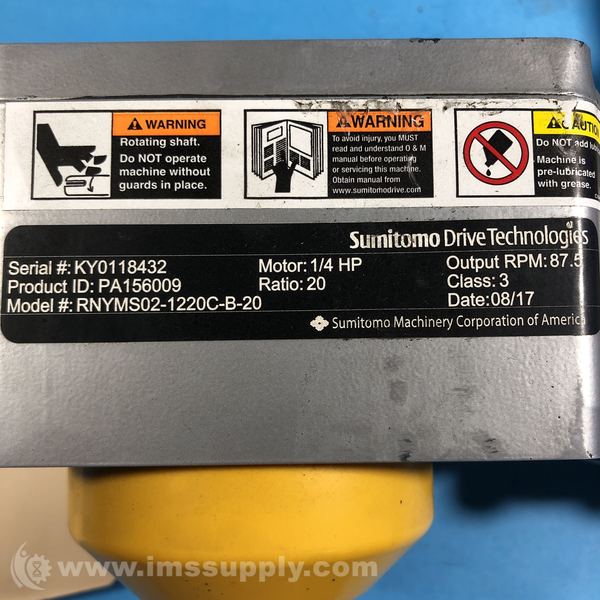 WARNING
Rotating shaft.
Do NOT operate
machine without
guards in place.
WARNING
To avoid injury, you MUST
read and understand O & M
manual before operating
or servicing this machine.
Obtain manual from
www.sumitomodrive.com
CAUTIO
Do NOT add lub
Machine is
pre-lubricated
with grease.
Sumitomo Drive Technologies
Serial #: KY0118432 Motor: 1/4 HP Output RPM: 87.5
Product ID: PA156009 Ratio: 20 Class: 3
Model #: RNYMS02-1220C-B-20 Date:08/17
Sumitomo Machinery Corporation of America
www.imssupply.com